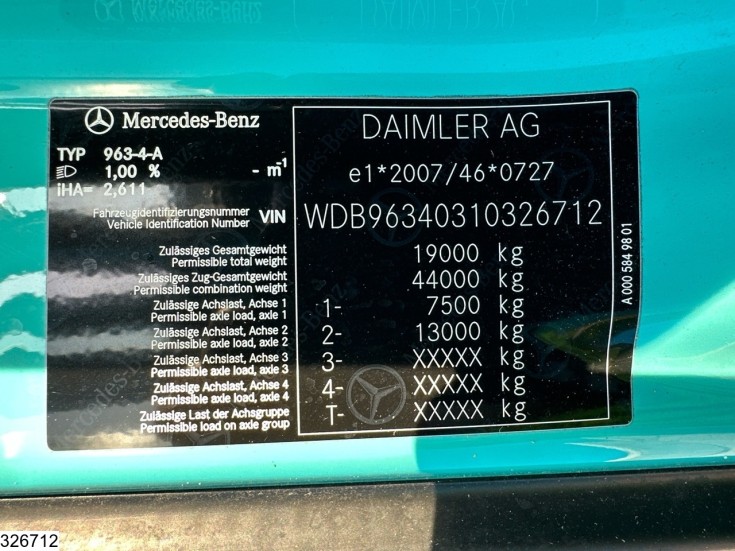 Mercedes-Benz
DAIMLER AG
TYP 963-4-A
1,00 % - m⁻¹
iHA= 2,611
e1*2007/46*0727
Fahrzeugidentifizierungsnummer
Vehicle Identification Number VIN WDB96340310326712
Zulässiges Gesamtgewicht
Permissible total weight 19000 kg
Zulässiges Zug-Gesamtgewicht
Permissible combination weight 44000 kg
Zulässige Achslast, Achse 1
Permissible axle load, axle 1 1- 7500 kg
Zulässige Achslast, Achse 2
Permissible axle load, axle 2 2- 13000 kg
Zulässige Achslast, Achse 3
Permissible axle load, axle 3 3- XXXXX kg
Zulässige Achslast, Achse 4
Permissible axle load, axle 4 4- XXXXX kg
Zulässige Last der Achsgruppe
Permissible load on axle group T- XXXXX kg
A 000 584 98 01
326712